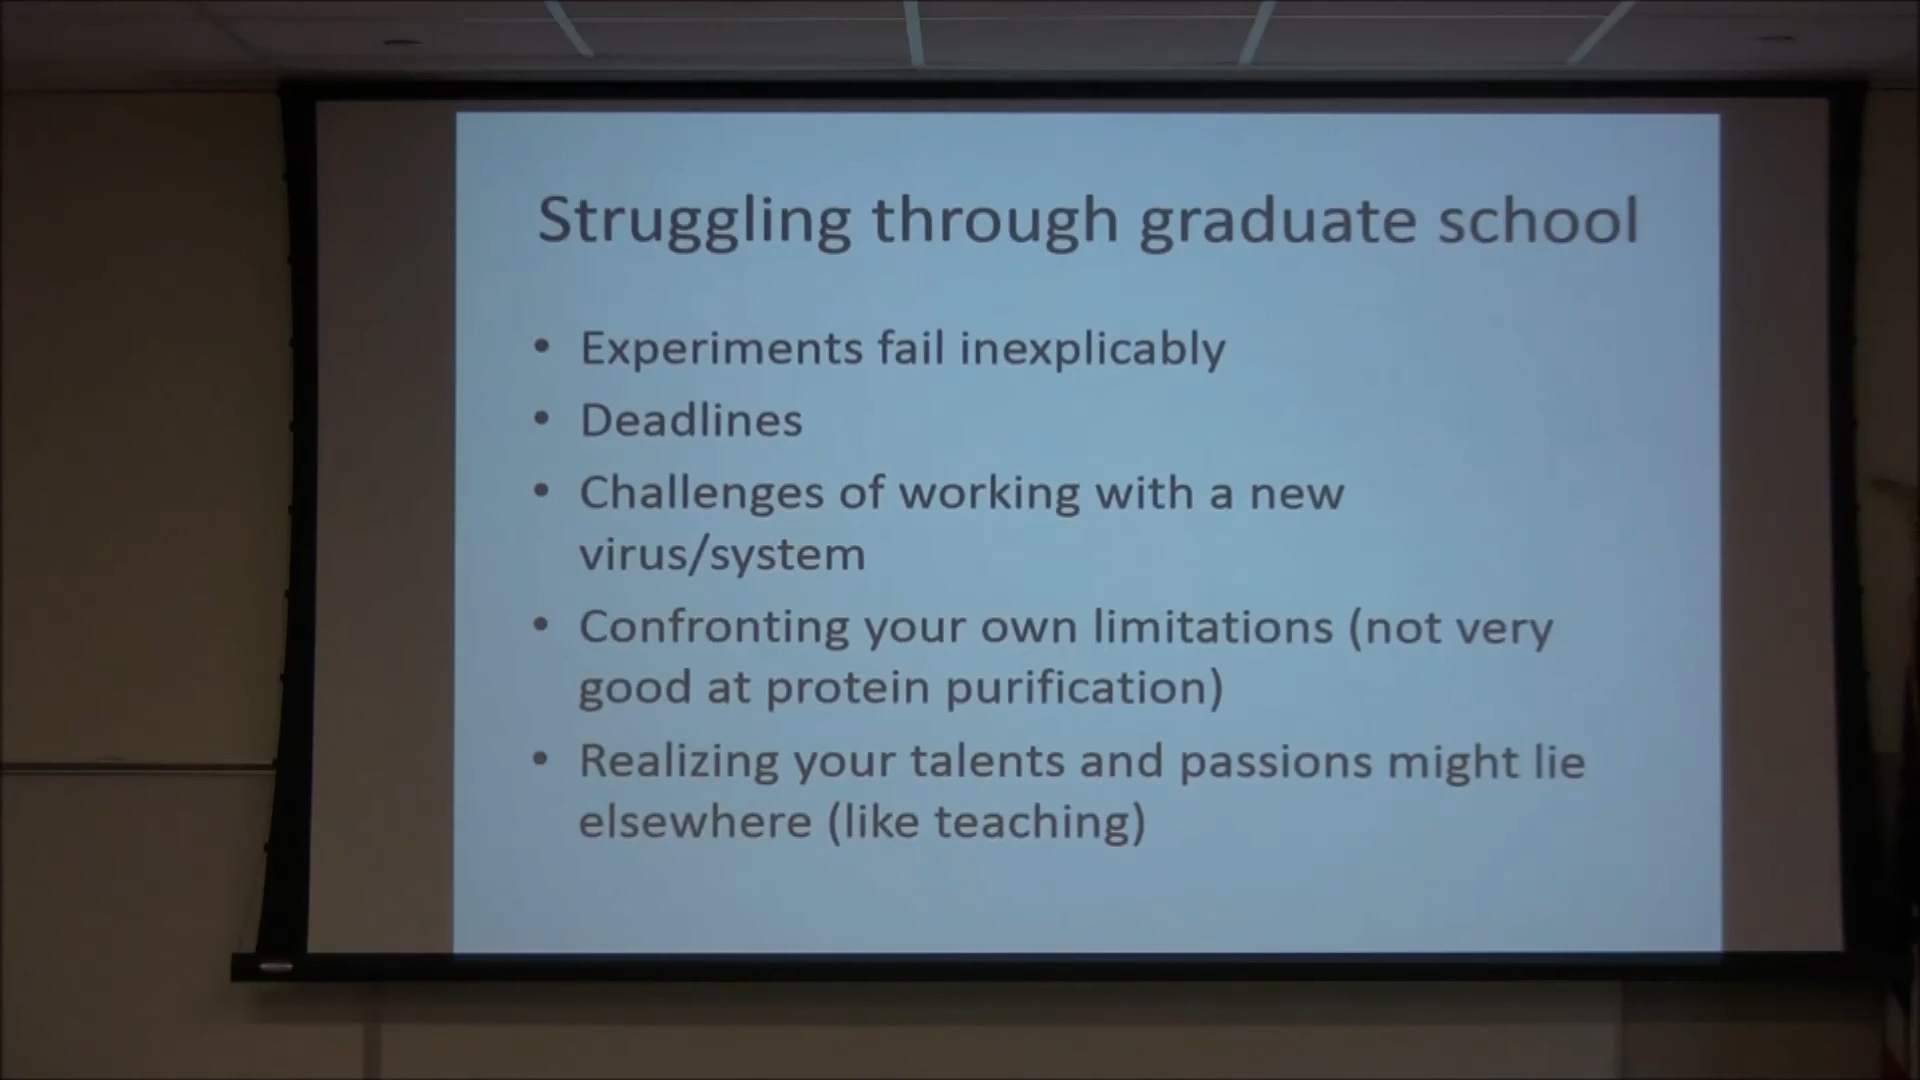 Struggling through graduate school
• Experiments fail inexplicably
• Deadlines
• Challenges of working with a new
virus/system
• Confronting your own limitations (not very
good at protein purification)
• Realizing your talents and passions might lie
elsewhere (like teaching)